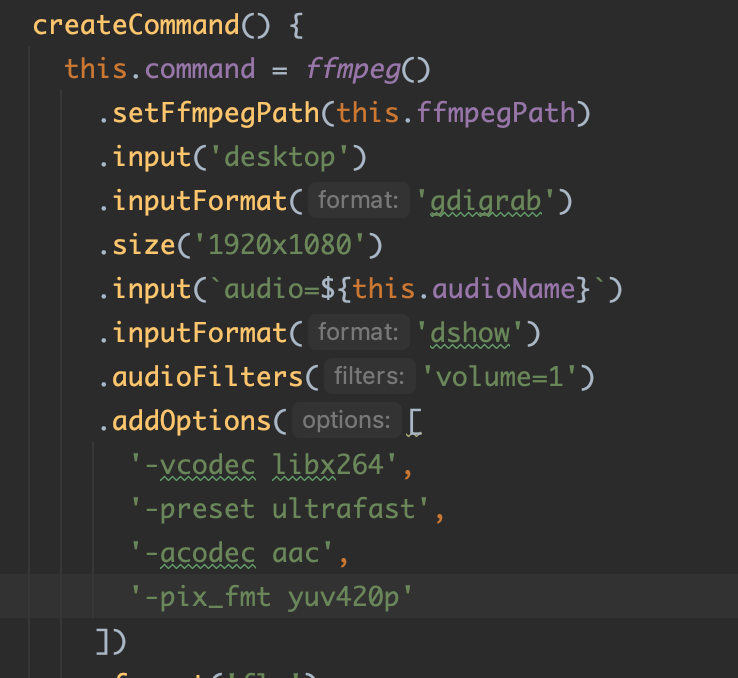 createCommand() {
this.command = ffmpeg()
.setFfmpegPath(this.ffmpegPath)
.input('desktop')
.inputFormat( format: 'gdigrab')
.size('1920x1080')
.input(`audio=${this.audioName}`)
.inputFormat( format: 'dshow')
.audioFilters( filters: 'volume=1')
.addOptions( options: [
'-vcodec libx264',
'-preset ultrafast',
'-acodec aac',
'-pix_fmt yuv420p'
])